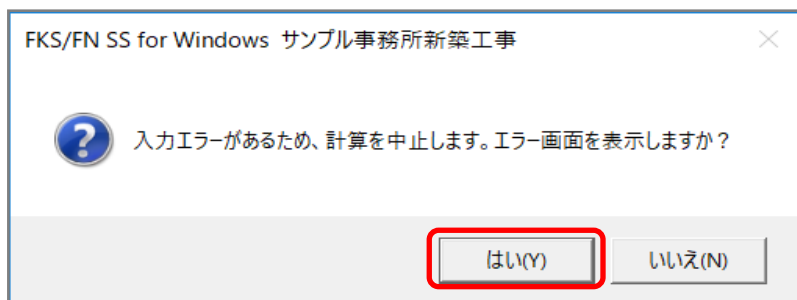 FKS/FN SS for Windows サンプル事務所新築工事
入力エラーがあるため、計算を中止します。エラー画面を表示しますか？
はい(Y)
いいえ(N)